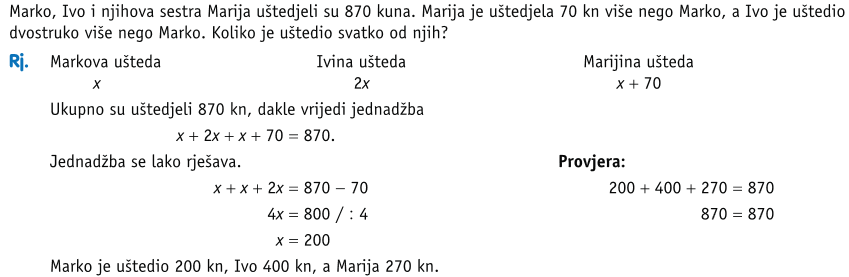 Marko, Ivo i njihova sestra Marija uštedjeli su 870 kuna. Marija je uštedjela 70 kn više nego Marko, a Ivo je uštedio
dvostruko više nego Marko. Koliko je uštedio svatko od njih?
Rj. Markova ušteda Ivina ušteda Marijina ušteda
x 2x x + 70
Ukupno su uštedjeli 870 kn, dakle vrijedi jednadžba
x + 2x + x + 70 = 870.
Jednadžba se lako rješava. Provjera:
x + x + 2x = 870 − 70 200 + 400 + 270 = 870
4x = 800 / : 4 870 = 870
x = 200
Marko je uštedio 200 kn, Ivo 400 kn, a Marija 270 kn.